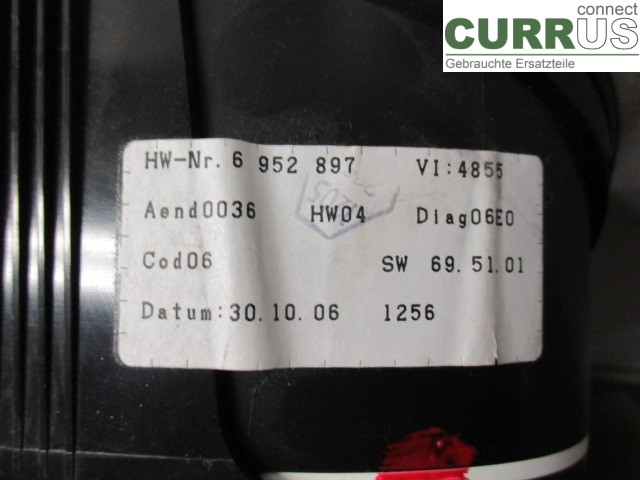 connect
CURRUS
Gebrauchte Ersatzteile
HW-Nr. 6 952 897 VI:4855
Aend0036 HW04 Diag06E0
Cod06 SW 69.51.01
Datum:30.10.06 1256